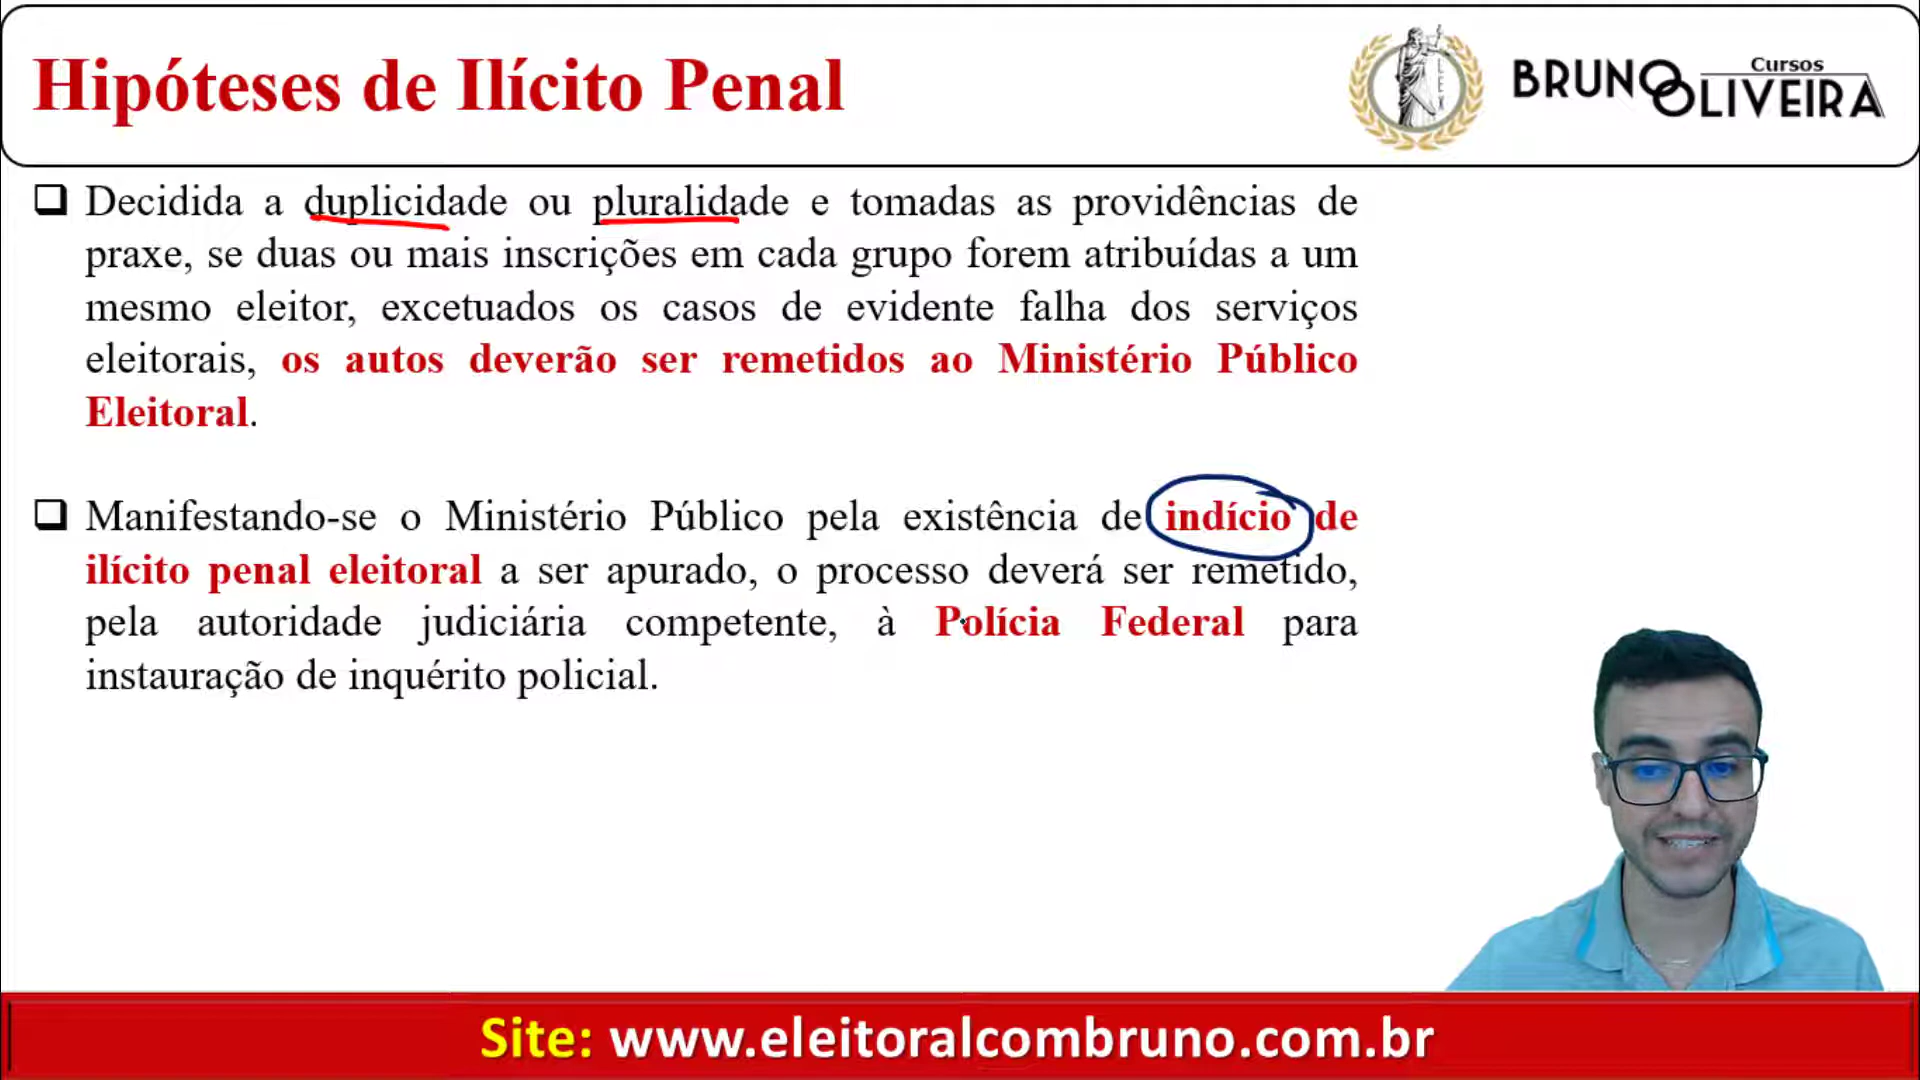 Hipóteses de Ilícito Penal
LEX
Cursos
BRUNO OLIVEIRA
Decidida a duplicidade ou pluralidade e tomadas as providências de
praxe, se duas ou mais inscrições em cada grupo forem atribuídas a um
mesmo eleitor, excetuados os casos de evidente falha dos serviços
eleitorais, os autos deverão ser remetidos ao Ministério Público
Eleitoral.
Manifestando-se o Ministério Público pela existência de indício de
ilícito penal eleitoral a ser apurado, o processo deverá ser remetido,
pela autoridade judiciária competente, à Polícia Federal para
instauração de inquérito policial.
Site: www.eleitoralcombruno.com.br